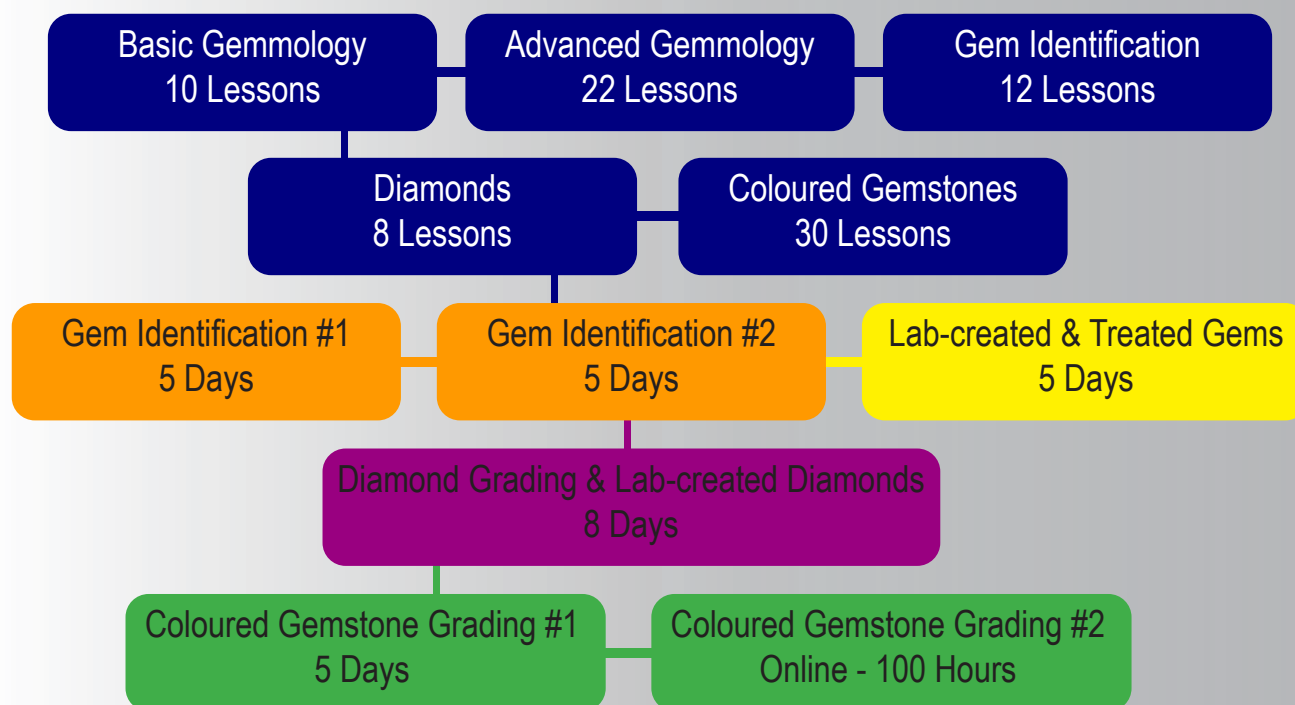 Basic Gemmology
10 Lessons
Advanced Gemmology
22 Lessons
Gem Identification
12 Lessons
Diamonds
8 Lessons
Coloured Gemstones
30 Lessons
Gem Identification #1
5 Days
Gem Identification #2
5 Days
Lab-created & Treated Gems
5 Days
Diamond Grading & Lab-created Diamonds
8 Days
Coloured Gemstone Grading #1
5 Days
Coloured Gemstone Grading #2
Online - 100 Hours